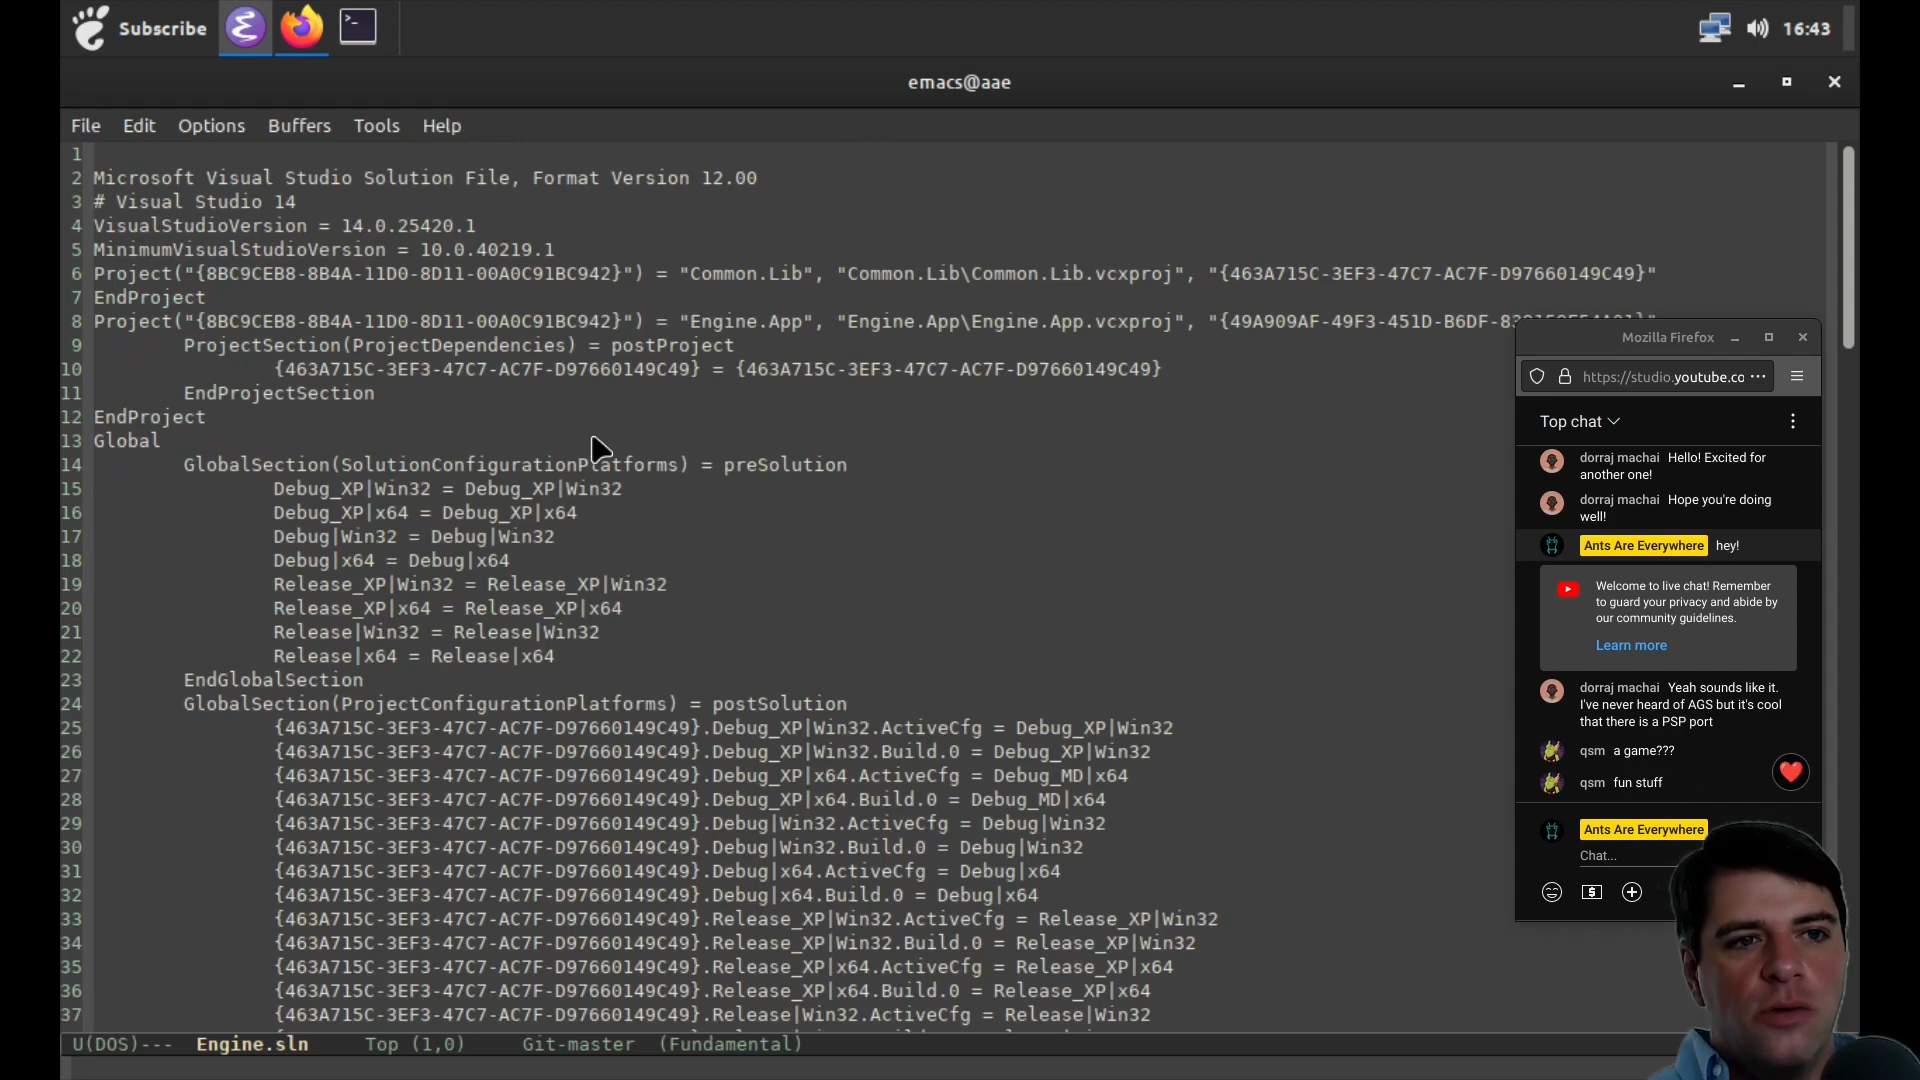 Subscribe
16:43
emacs@aae
File Edit Options Buffers Tools Help
1
2 Microsoft Visual Studio Solution File, Format Version 12.00
3 # Visual Studio 14
4 VisualStudioVersion = 14.0.25420.1
5 MinimumVisualStudioVersion = 10.0.40219.1
6 Project("{8BC9CEB8-8B4A-11D0-8D11-00A0C91BC942}") = "Common.Lib", "Common.Lib\Common.Lib.vcxproj", "{463A715C-3EF3-47C7-AC7F-D97660149C49}"
7 EndProject
8 Project("{8BC9CEB8-8B4A-11D0-8D11-00A0C91BC942}") = "Engine.App", "Engine.App\Engine.App.vcxproj",
9 ProjectSection(ProjectDependencies) = postProject
10 {463A715C-3EF3-47C7-AC7F-D97660149C49} = {463A715C-3EF3-47C7-AC7F-D97660149C49}
11 EndProjectSection
12 EndProject
13 Global
14 GlobalSection(SolutionConfigurationPlatforms) = preSolution
15 Debug_XP|Win32 = Debug_XP|Win32
16 Debug_XP|x64 = Debug_XP|x64
17 Debug|Win32 = Debug|Win32
18 Debug|x64 = Debug|x64
19 Release_XP|Win32 = Release_XP|Win32
20 Release_XP|x64 = Release_XP|x64
21 Release|Win32 = Release|Win32
22 Release|x64 = Release|x64
23 EndGlobalSection
24 GlobalSection(ProjectConfigurationPlatforms) = postSolution
25 {463A715C-3EF3-47C7-AC7F-D97660149C49}.Debug_XP|Win32.ActiveCfg = Debug_XP|Win32
26 {463A715C-3EF3-47C7-AC7F-D97660149C49}.Debug_XP|Win32.Build.0 = Debug_XP|Win32
27 {463A715C-3EF3-47C7-AC7F-D97660149C49}.Debug_XP|x64.ActiveCfg = Debug_MD|x64
28 {463A715C-3EF3-47C7-AC7F-D97660149C49}.Debug_XP|x64.Build.0 = Debug_MD|x64
29 {463A715C-3EF3-47C7-AC7F-D97660149C49}.Debug|Win32.ActiveCfg = Debug|Win32
30 {463A715C-3EF3-47C7-AC7F-D97660149C49}.Debug|Win32.Build.0 = Debug|Win32
31 {463A715C-3EF3-47C7-AC7F-D97660149C49}.Debug|x64.ActiveCfg = Debug|x64
32 {463A715C-3EF3-47C7-AC7F-D97660149C49}.Debug|x64.Build.0 = Debug|x64
33 {463A715C-3EF3-47C7-AC7F-D97660149C49}.Release_XP|Win32.ActiveCfg = Release_XP|Win32
34 {463A715C-3EF3-47C7-AC7F-D97660149C49}.Release_XP|Win32.Build.0 = Release_XP|Win32
35 {463A715C-3EF3-47C7-AC7F-D97660149C49}.Release_XP|x64.ActiveCfg = Release_XP|x64
36 {463A715C-3EF3-47C7-AC7F-D97660149C49}.Release_XP|x64.Build.0 = Release_XP|x64
37 {463A715C-3EF3-47C7-AC7F-D97660149C49}.Release|Win32.ActiveCfg = Release|Win32
U(DOS)--- Engine.sln Top (1,0) Git-master (Fundamental)
Mozilla Firefox
https://studio.youtube.co
Top chat
dorraj machai Hello! Excited for
another one!
dorraj machai Hope you're doing
well!
Ants Are Everywhere hey!
Welcome to live chat! Remember
to guard your privacy and abide by
our community guidelines.
Learn more
dorraj machai Yeah sounds like it.
I've never heard of AGS but it's cool
that there is a PSP port
qsm a game???
qsm fun stuff
Ants Are Everywhere
Chat...